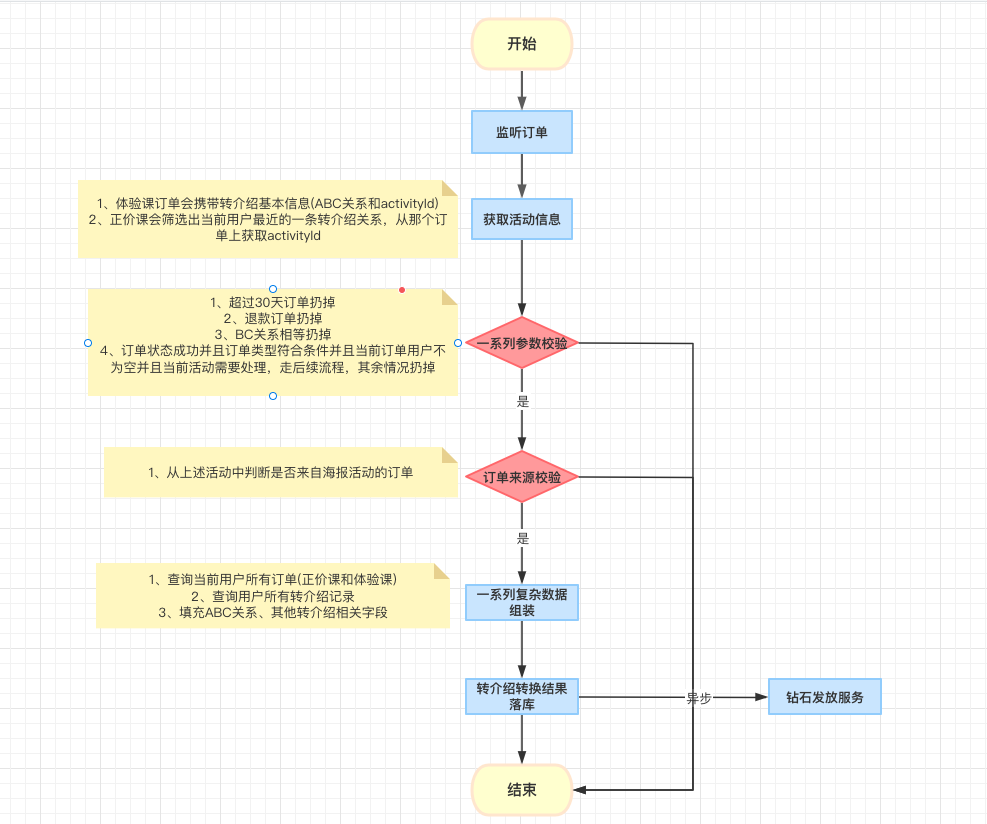 开始
监听订单
1、体验课订单会携带转介绍基本信息(ABC关系和activityId)
2、正价课会筛选出当前用户最近的一条转介绍关系，从那个订
单上获取activityId
获取活动信息
1、超过30天订单扔掉
2、退款订单扔掉
3、BC关系相等扔掉
4、订单状态成功并且订单类型符合条件并且当前订单用户不
为空并且当前活动需要处理，走后续流程，其余情况扔掉
一系列参数校验
是
1、从上述活动中判断是否来自海报活动的订单
订单来源校验
是
1、查询当前用户所有订单(正价课和体验课)
2、查询用户所有转介绍记录
3、填充ABC关系、其他转介绍相关字段
一系列复杂数据
组装
转介绍转换结果
落库
异步
钻石发放服务
结束